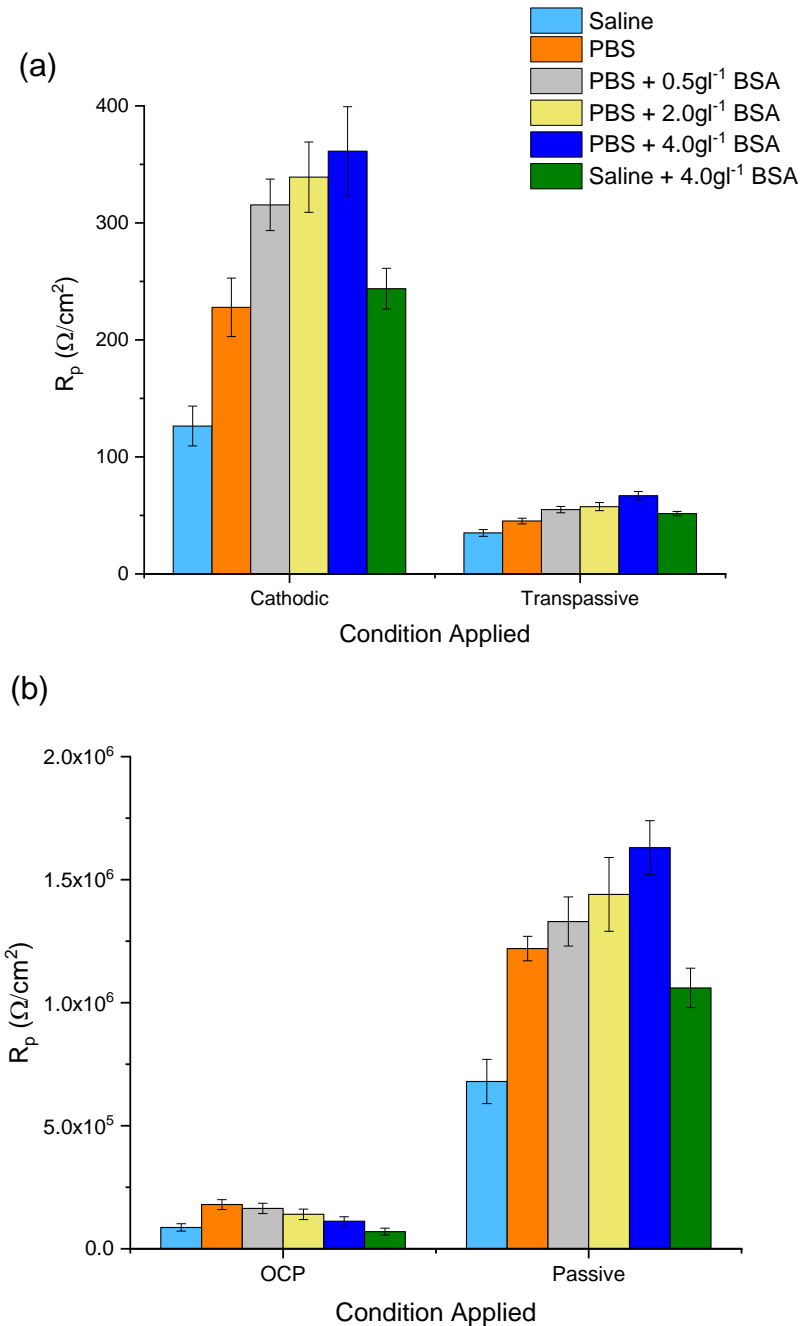 Saline
PBS
PBS + 0.5gl⁻¹ BSA
PBS + 2.0gl⁻¹ BSA
PBS + 4.0gl⁻¹ BSA
Saline + 4.0gl⁻¹ BSA
(a)
400
300
200
100
0
Rₚ (Ω/cm²)
Cathodic Transpassive
Condition Applied
(b)
2.0x10⁶
1.5x10⁶
1.0x10⁶
5.0x10⁵
0.0
Rₚ (Ω/cm²)
OCP Passive
Condition Applied